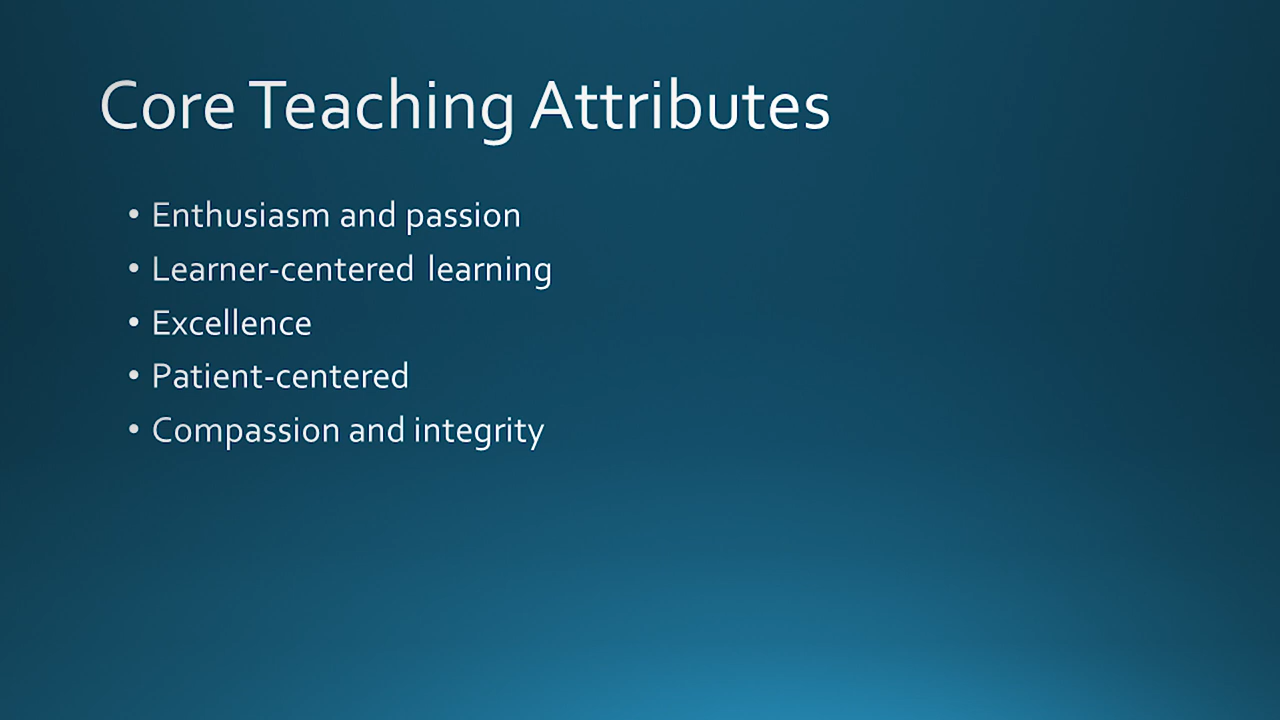 Core Teaching Attributes
• Enthusiasm and passion
• Learner-centered learning
• Excellence
• Patient-centered
• Compassion and integrity